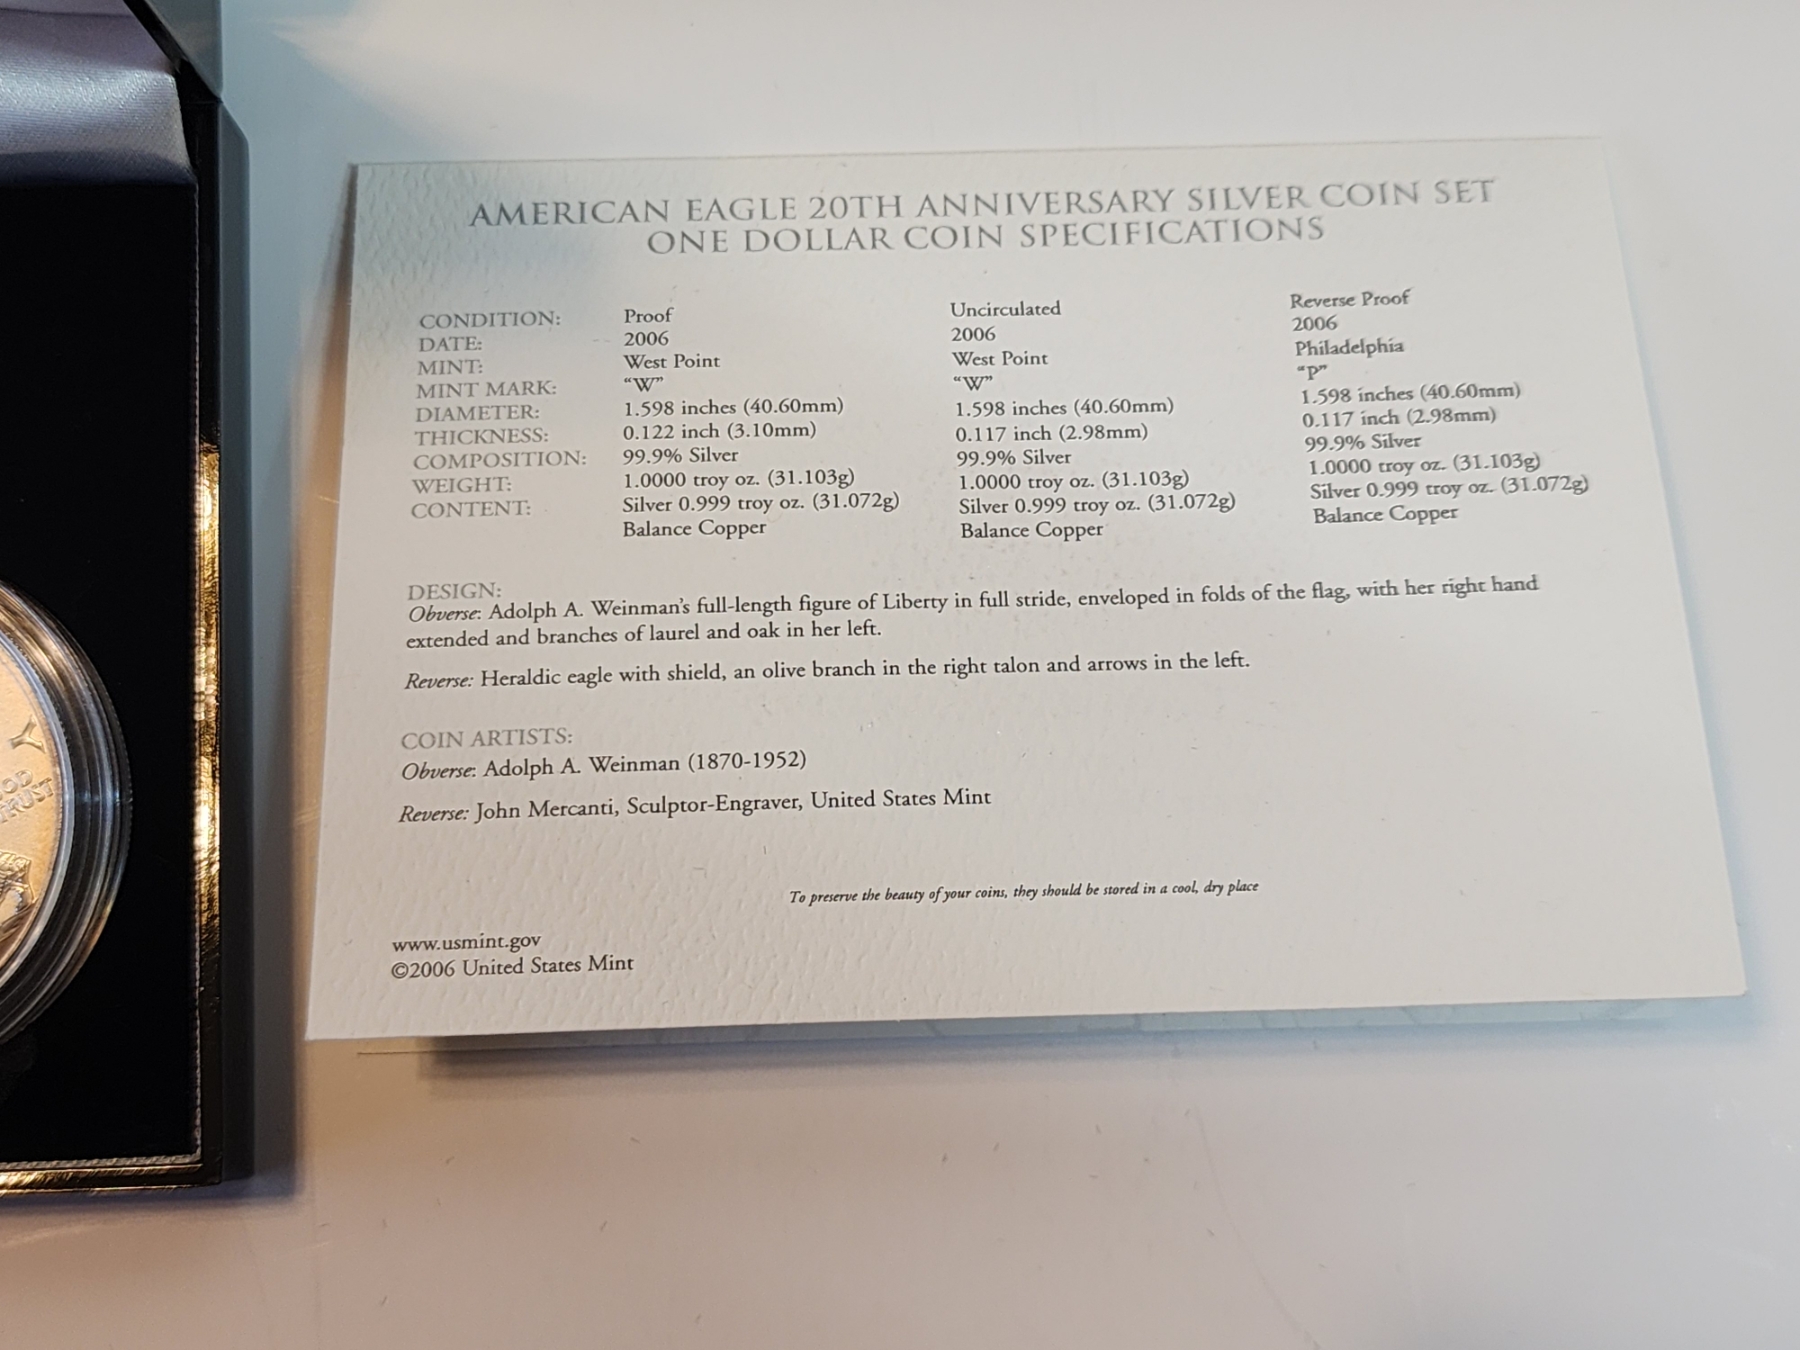 AMERICAN EAGLE 20TH ANNIVERSARY SILVER COIN SET
ONE DOLLAR COIN SPECIFICATIONS
CONDITION: Proof Uncirculated Reverse Proof
DATE: 2006 2006 2006
MINT: West Point West Point Philadelphia
MINT MARK: “W” “W” “P”
DIAMETER: 1.598 inches (40.60mm) 1.598 inches (40.60mm) 1.598 inches (40.60mm)
THICKNESS: 0.122 inch (3.10mm) 0.117 inch (2.98mm) 0.117 inch (2.98mm)
COMPOSITION: 99.9% Silver 99.9% Silver 99.9% Silver
WEIGHT: 1.0000 troy oz. (31.103g) 1.0000 troy oz. (31.103g) 1.0000 troy oz. (31.103g)
CONTENT: Silver 0.999 troy oz. (31.072g) Silver 0.999 troy oz. (31.072g) Silver 0.999 troy oz. (31.072g)
Balance Copper Balance Copper Balance Copper
DESIGN:
Obverse: Adolph A. Weinman’s full-length figure of Liberty in full stride, enveloped in folds of the flag, with her right hand
extended and branches of laurel and oak in her left.
Reverse: Heraldic eagle with shield, an olive branch in the right talon and arrows in the left.
COIN ARTISTS:
Obverse: Adolph A. Weinman (1870-1952)
Reverse: John Mercanti, Sculptor-Engraver, United States Mint
To preserve the beauty of your coins, they should be stored in a cool, dry place
www.usmint.gov
©2006 United States Mint
Y
OD
TRUST